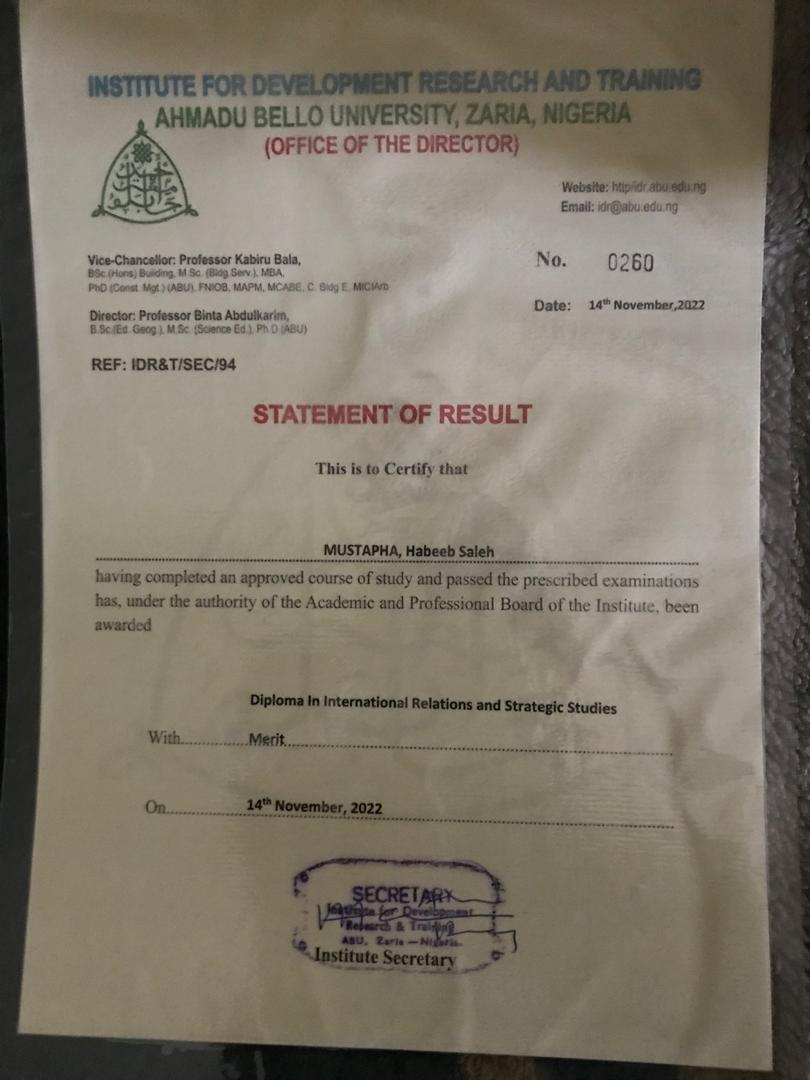 INSTITUTE FOR DEVELOPMENT RESEARCH AND TRAINING
AHMADU BELLO UNIVERSITY, ZARIA, NIGERIA
(OFFICE OF THE DIRECTOR)
Website: http/idr.abu.edu.ng
Email: idr@abu.edu.ng
Vice-Chancellor: Professor Kabiru Bala,
BSc.(Hons) Building, M.Sc. (Bldg.Serv.), MBA,
PhD (Const. Mgt.) (ABU), FNIOB, MAPM, MCABE, C. Bldg E, MICIArb
No. 0260
Date: 14th November,2022
Director: Professor Binta Abdulkarim,
B.Sc.(Ed. Geog.), M.Sc. (Science Ed.), Ph.D (ABU)
REF: IDR&T/SEC/94
STATEMENT OF RESULT
This is to Certify that
MUSTAPHA, Habeeb Saleh
having completed an approved course of study and passed the prescribed examinations
has, under the authority of the Academic and Professional Board of the Institute, been
awarded
Diploma In International Relations and Strategic Studies
With Merit
On 14th November, 2022
SECRETARY
Institute for Development
Research & Training
ABU, Zaria — Nigeria.
Institute Secretary